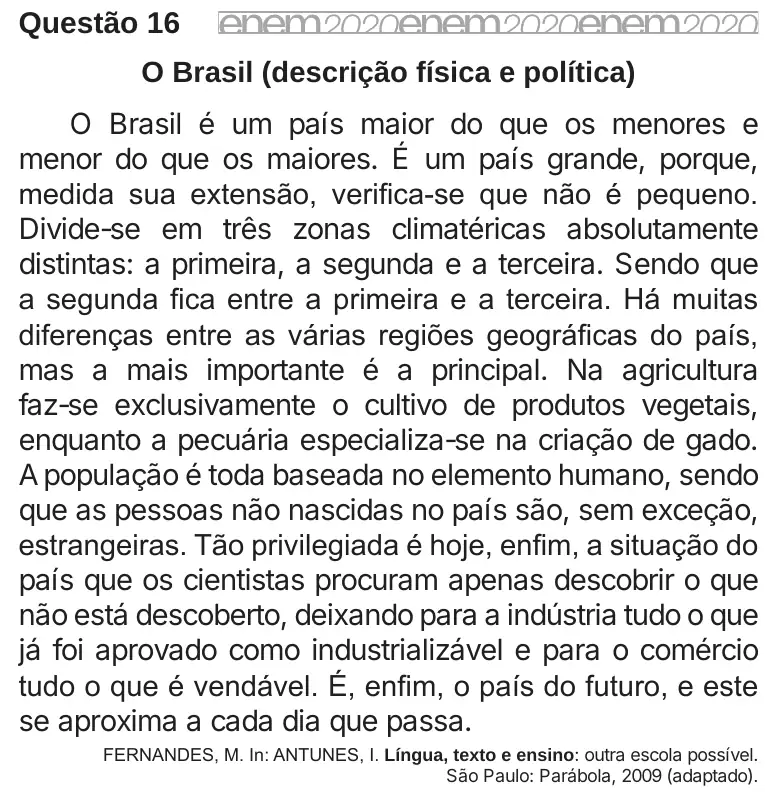 Questão 16 enem2020enem2020enem2020
O Brasil (descrição física e política)
O Brasil é um país maior do que os menores e
menor do que os maiores. É um país grande, porque,
medida sua extensão, verifica-se que não é pequeno.
Divide-se em três zonas climatéricas absolutamente
distintas: a primeira, a segunda e a terceira. Sendo que
a segunda fica entre a primeira e a terceira. Há muitas
diferenças entre as várias regiões geográficas do país,
mas a mais importante é a principal. Na agricultura
faz-se exclusivamente o cultivo de produtos vegetais,
enquanto a pecuária especializa-se na criação de gado.
A população é toda baseada no elemento humano, sendo
que as pessoas não nascidas no país são, sem exceção,
estrangeiras. Tão privilegiada é hoje, enfim, a situação do
país que os cientistas procuram apenas descobrir o que
não está descoberto, deixando para a indústria tudo o que
já foi aprovado como industrializável e para o comércio
tudo o que é vendável. É, enfim, o país do futuro, e este
se aproxima a cada dia que passa.
FERNANDES, M. In: ANTUNES, I. Língua, texto e ensino: outra escola possível.
São Paulo: Parábola, 2009 (adaptado).